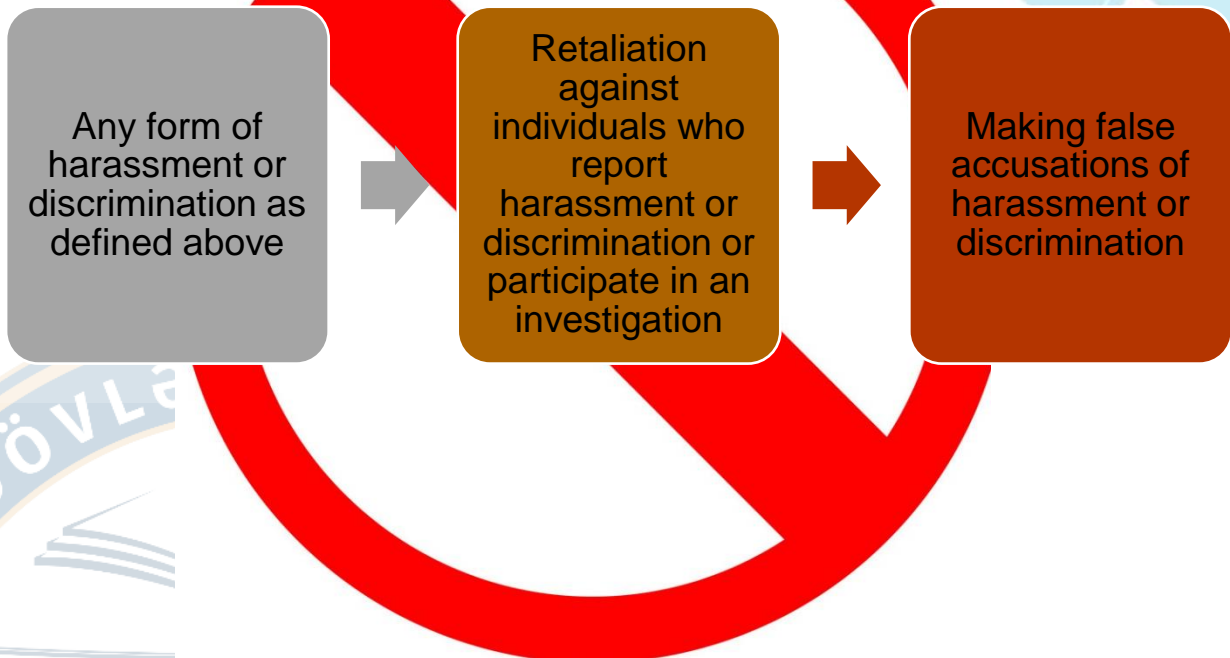 Any form of
harassment or
discrimination as
defined above
Retaliation
against
individuals who
report
harassment or
discrimination or
participate in an
investigation
Making false
accusations of
harassment or
discrimination
ÖVLƏ